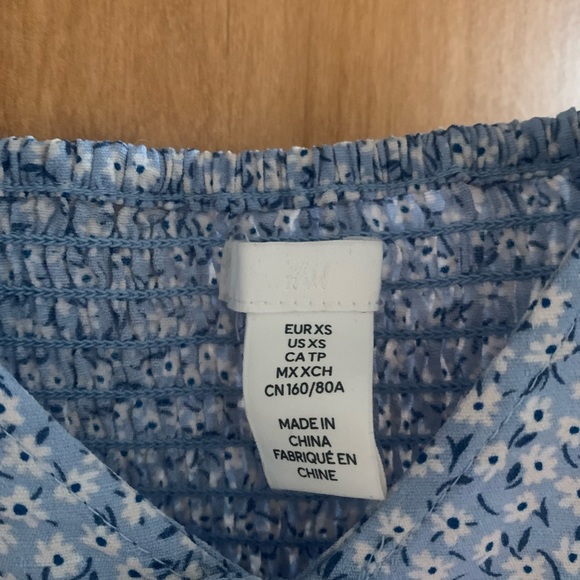 H&M
EUR XS
US XS
CA TP
MX XCH
CN 160/80A
MADE IN
CHINA
FABRIQUÉ EN
CHINE